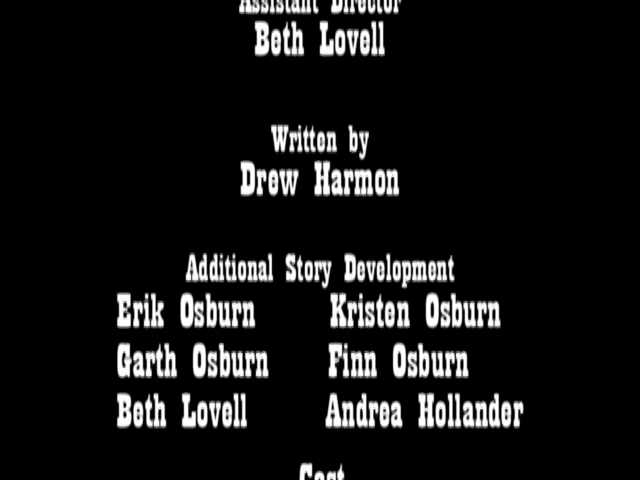 Assistant Director
Beth Lovell
Written by
Drew Harmon
Additional Story Development
Erik Osburn Kristen Osburn
Garth Osburn Finn Osburn
Beth Lovell Andrea Hollander
Cast